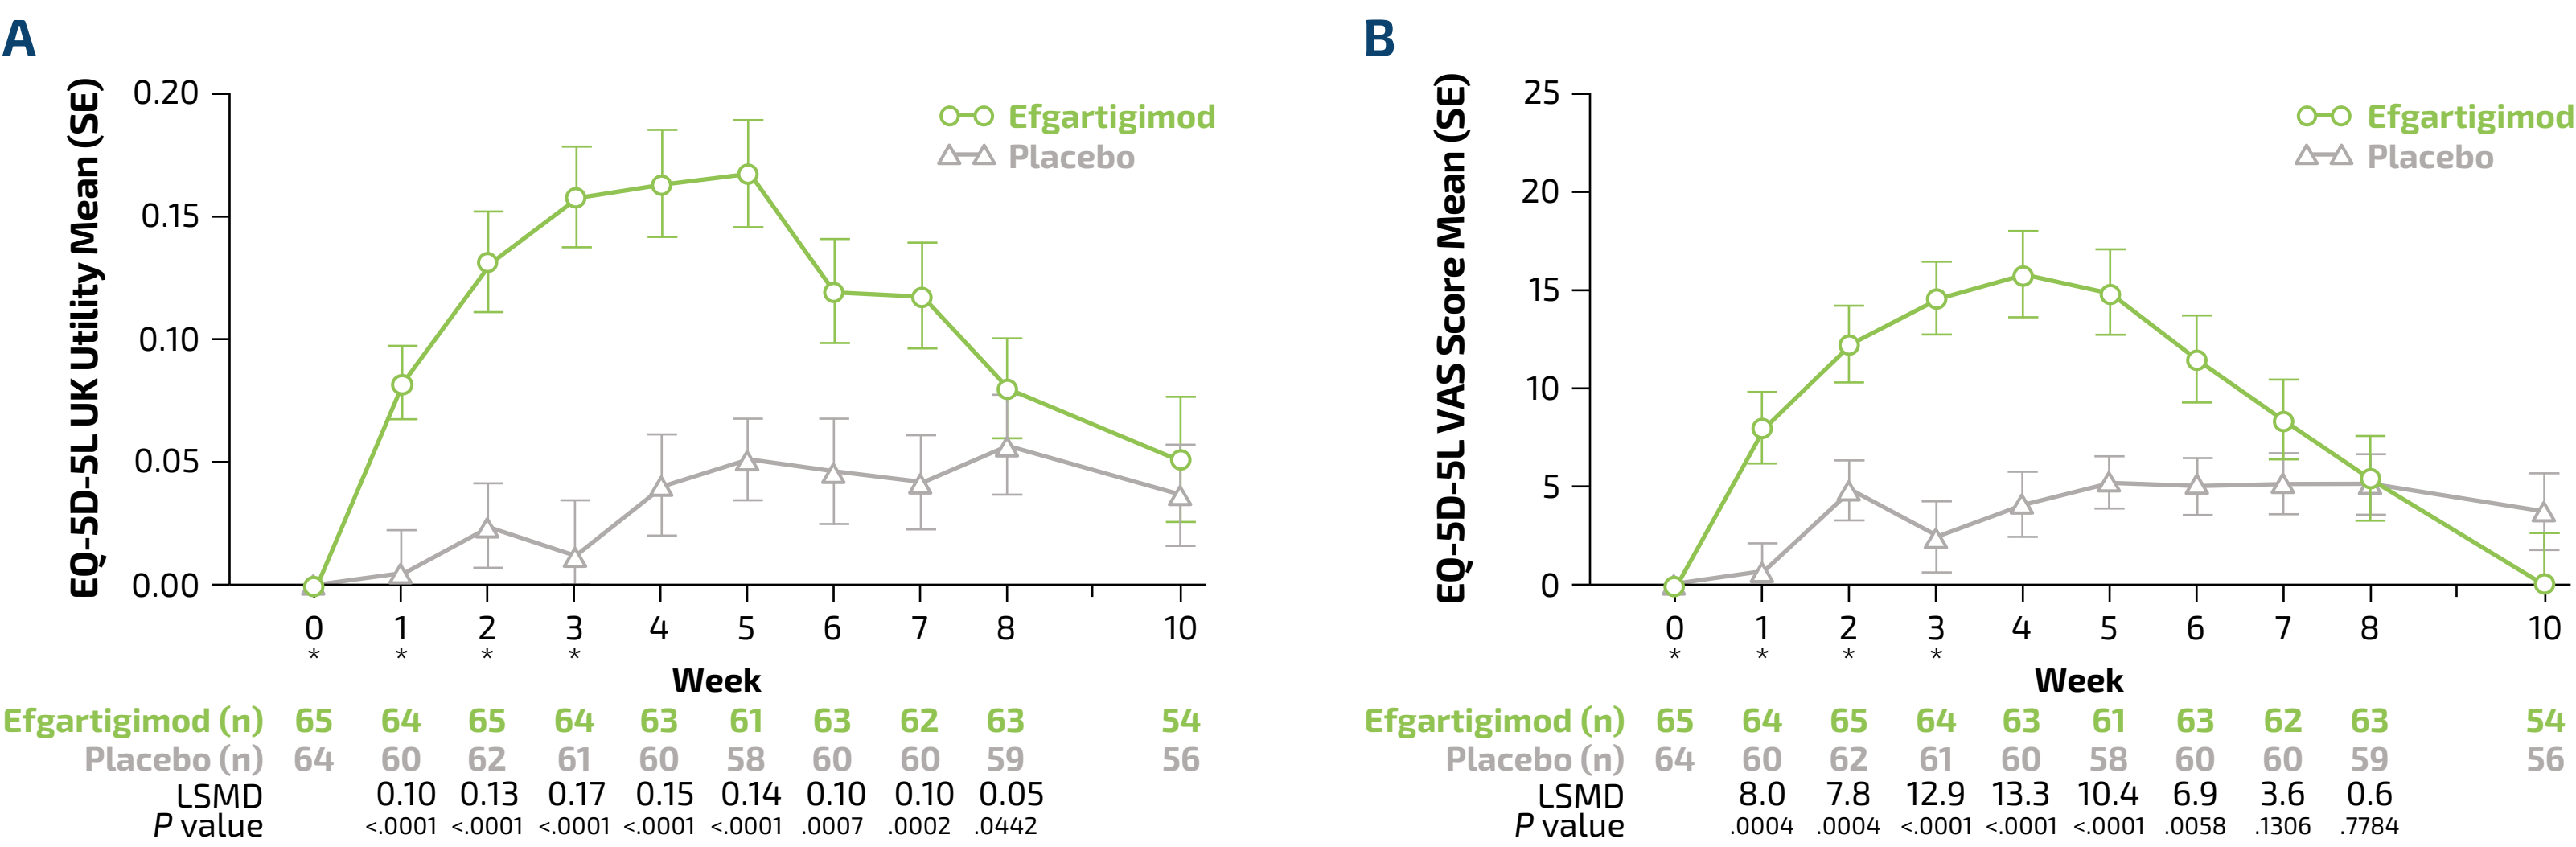 A
EQ-5D-5L UK Utility Mean (SE)
0.20
0.15
0.10
0.05
0.00
Efgartigimod
Placebo
0 1 2 3 4 5 6 7 8 10
* * * *
Week
Efgartigimod (n) 65 64 65 64 63 61 63 62 63 54
Placebo (n) 64 60 62 61 60 58 60 60 59 56
LSMD 0.10 0.13 0.17 0.15 0.14 0.10 0.10 0.05
P value <.0001 <.0001 <.0001 <.0001 <.0001 .0007 .0002 .0442
B
EQ-5D-5L VAS Score Mean (SE)
25
20
15
10
5
0
Efgartigimod
Placebo
0 1 2 3 4 5 6 7 8 10
* * * *
Week
Efgartigimod (n) 65 64 65 64 63 61 63 62 63 54
Placebo (n) 64 60 62 61 60 58 60 60 59 56
LSMD 8.0 7.8 12.9 13.3 10.4 6.9 3.6 0.6
P value .0004 .0004 <.0001 <.0001 <.0001 .0058 .1306 .7784